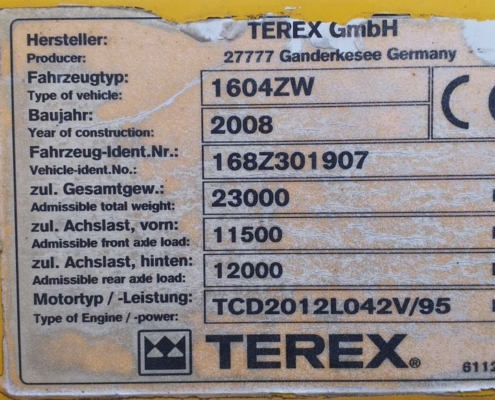 Hersteller: TEREX GmbH
Producer: 27777 Ganderkesee Germany
Fahrzeugtyp: 1604ZW
Type of vehicle:
Baujahr: 2008
Year of construction:
Fahrzeug-Ident.Nr.: 168Z301907
Vehicle-ident.No.:
zul. Gesamtgew.: 23000
Admissible total weight:
zul. Achslast, vorn: 11500
Admissible front axle load:
zul. Achslast, hinten: 12000
Admissible rear axle load:
Motortyp / -Leistung: TCD2012L042V/95
Type of Engine / -power:
TEREX®
6112